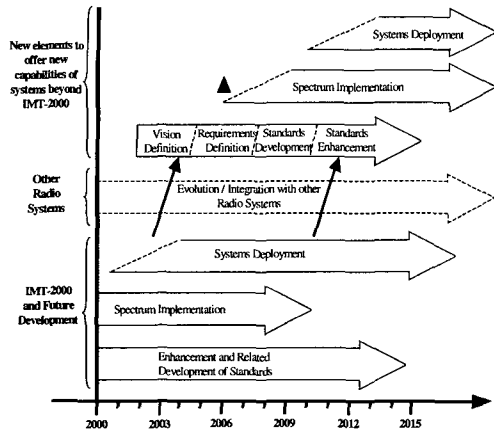 New elements to
offer new
capabilities of
systems beyond
IMT-2000
Systems Deployment
Spectrum Implementation
Vision
Definition
Requirements
Definition
Standards
Development
Standards
Enhancement
Other
Radio
Systems
Evolution / Integration with other
Radio Systems
IMT-2000
and Future
Development
Systems Deployment
Spectrum Implementation
Enhancement and Related
Development of Standards
2000
2003
2006
2009
2012
2015